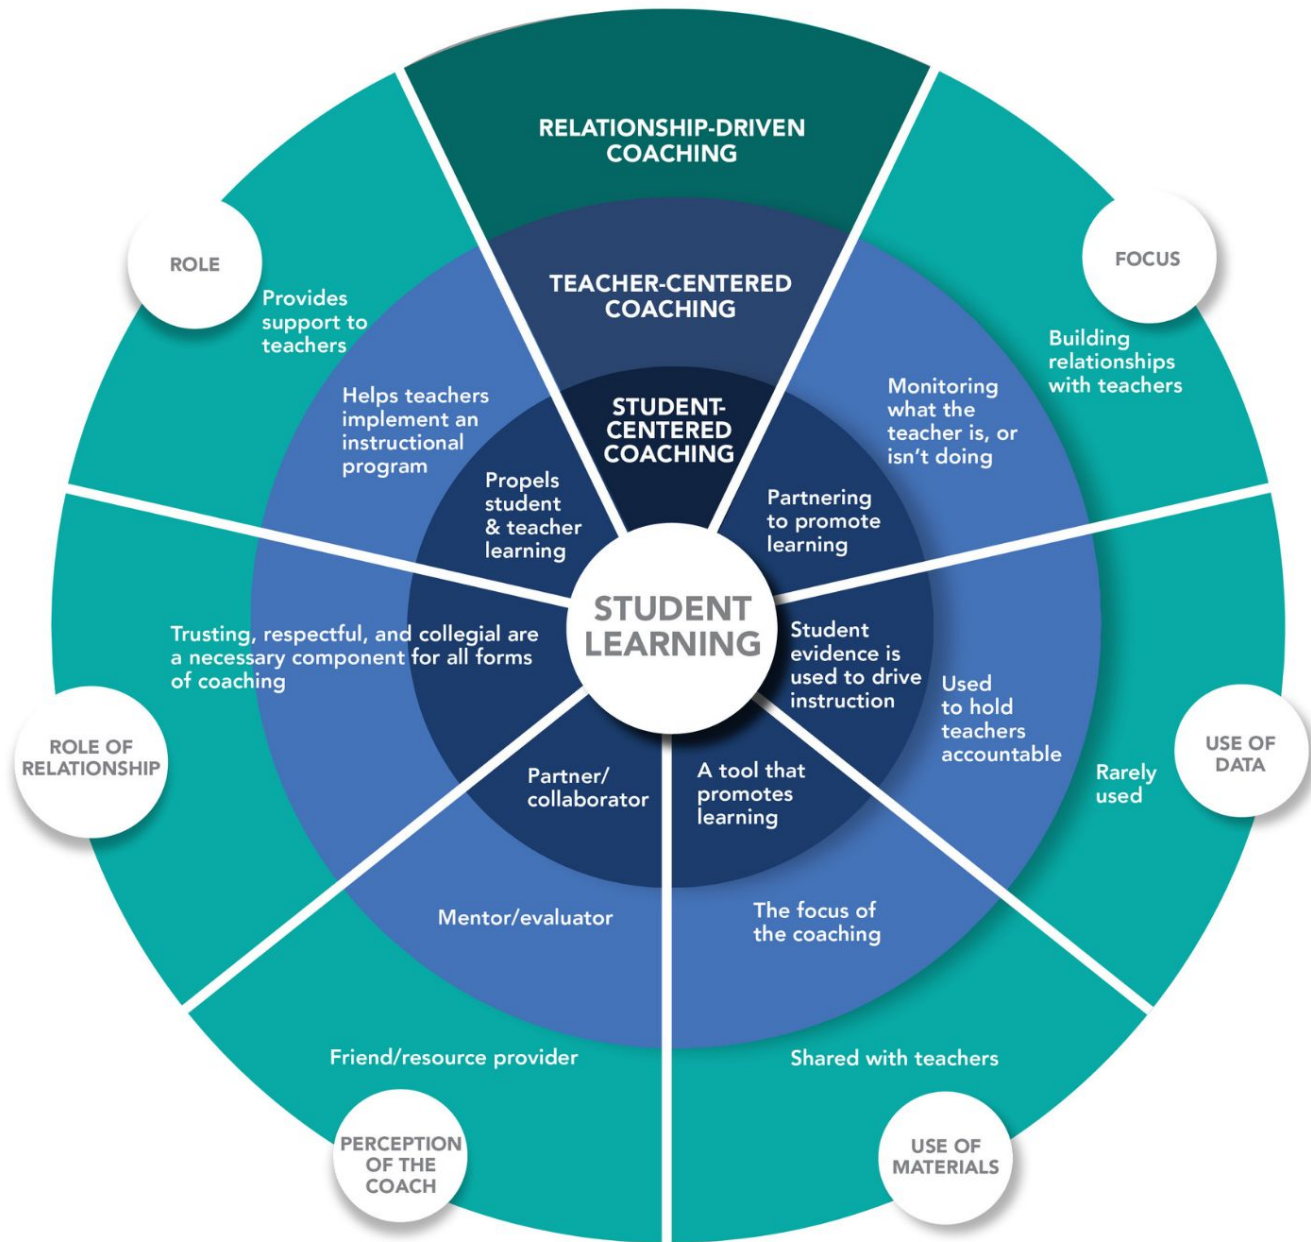 RELATIONSHIP-DRIVEN
COACHING
TEACHER-CENTERED
COACHING
STUDENT-
CENTERED
COACHING
STUDENT
LEARNING
FOCUS
Building
relationships
with teachers
Monitoring
what the
teacher is, or
isn't doing
Partnering
to promote
learning
USE OF
DATA
Rarely
used
Used
to hold
teachers
accountable
Student
evidence is
used to drive
instruction
USE OF
MATERIALS
Shared with teachers
The focus of
the coaching
A tool that
promotes
learning
PERCEPTION
OF THE
COACH
Friend/resource provider
Mentor/evaluator
Partner/
collaborator
ROLE OF
RELATIONSHIP
Trusting, respectful, and collegial are
a necessary component for all forms
of coaching
ROLE
Provides
support to
teachers
Helps teachers
implement an
instructional
program
Propels
student
& teacher
learning